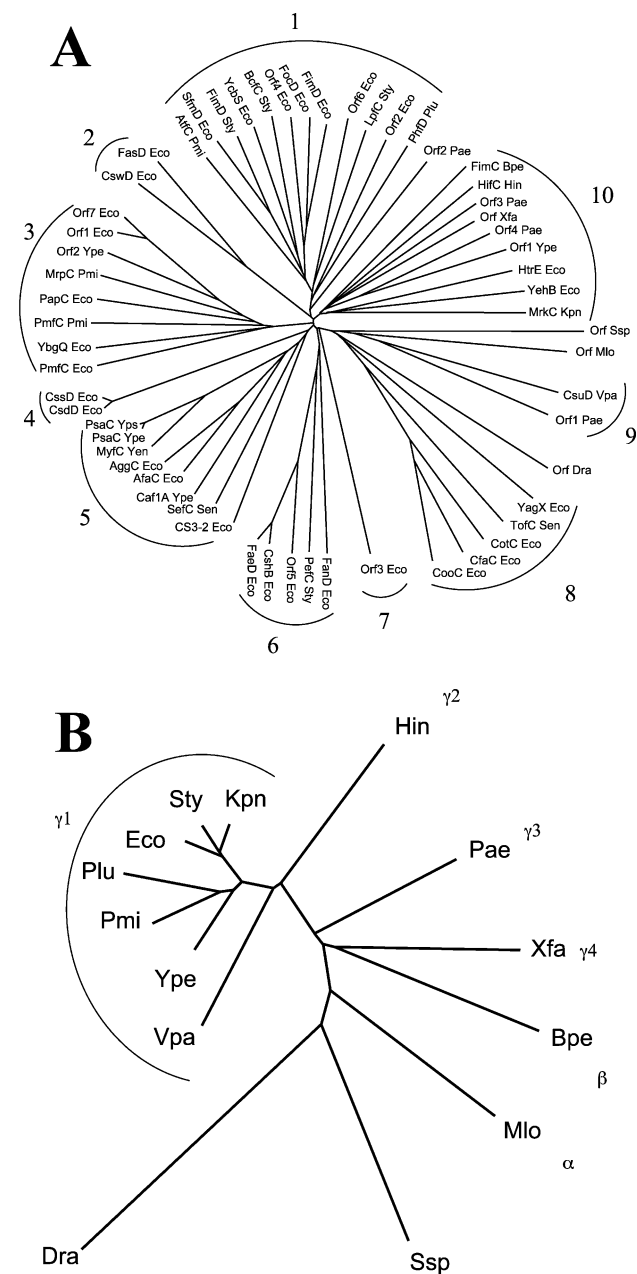 A
1
AtfC Pmi
SfmD Eco
FimD Sty
YcbS Eco
BcfC Sty
Orf4 Eco
FocD Eco
FimD Eco
Orf6 Eco
LpfC Sty
Orf2 Eco
PhfD Plu
2
FasD Eco
CswD Eco
3
Orf7 Eco
Orf1 Eco
Orf2 Ype
MrpC Pmi
PapC Eco
PmfC Pmi
YbgQ Eco
PmfC Eco
4
CssD Eco
CsdD Eco
5
PsaC Yps
PsaC Ype
MyfC Yen
AggC Eco
AfaC Eco
Caf1A Ype
SefC Sen
CS3-2 Eco
6
FaeD Eco
CshB Eco
Orf5 Eco
PefC Sty
FanD Eco
7
Orf3 Eco
8
CooC Eco
CfaC Eco
CotC Eco
TofC Sen
YagX Eco
Orf Dra
9
Orf1 Pae
CsuD Vpa
Orf Mlo
Orf Ssp
10
Orf2 Pae
FimC Bpe
HifC Hin
Orf3 Pae
Orf Xfa
Orf4 Pae
Orf1 Ype
HtrE Eco
YehB Eco
MrkC Kpn
B
γ1
Sty
Kpn
Eco
Plu
Pmi
Ype
Vpa
Hin γ2
Pae γ3
Xfa γ4
Bpe
β
Mlo
α
Dra
Ssp